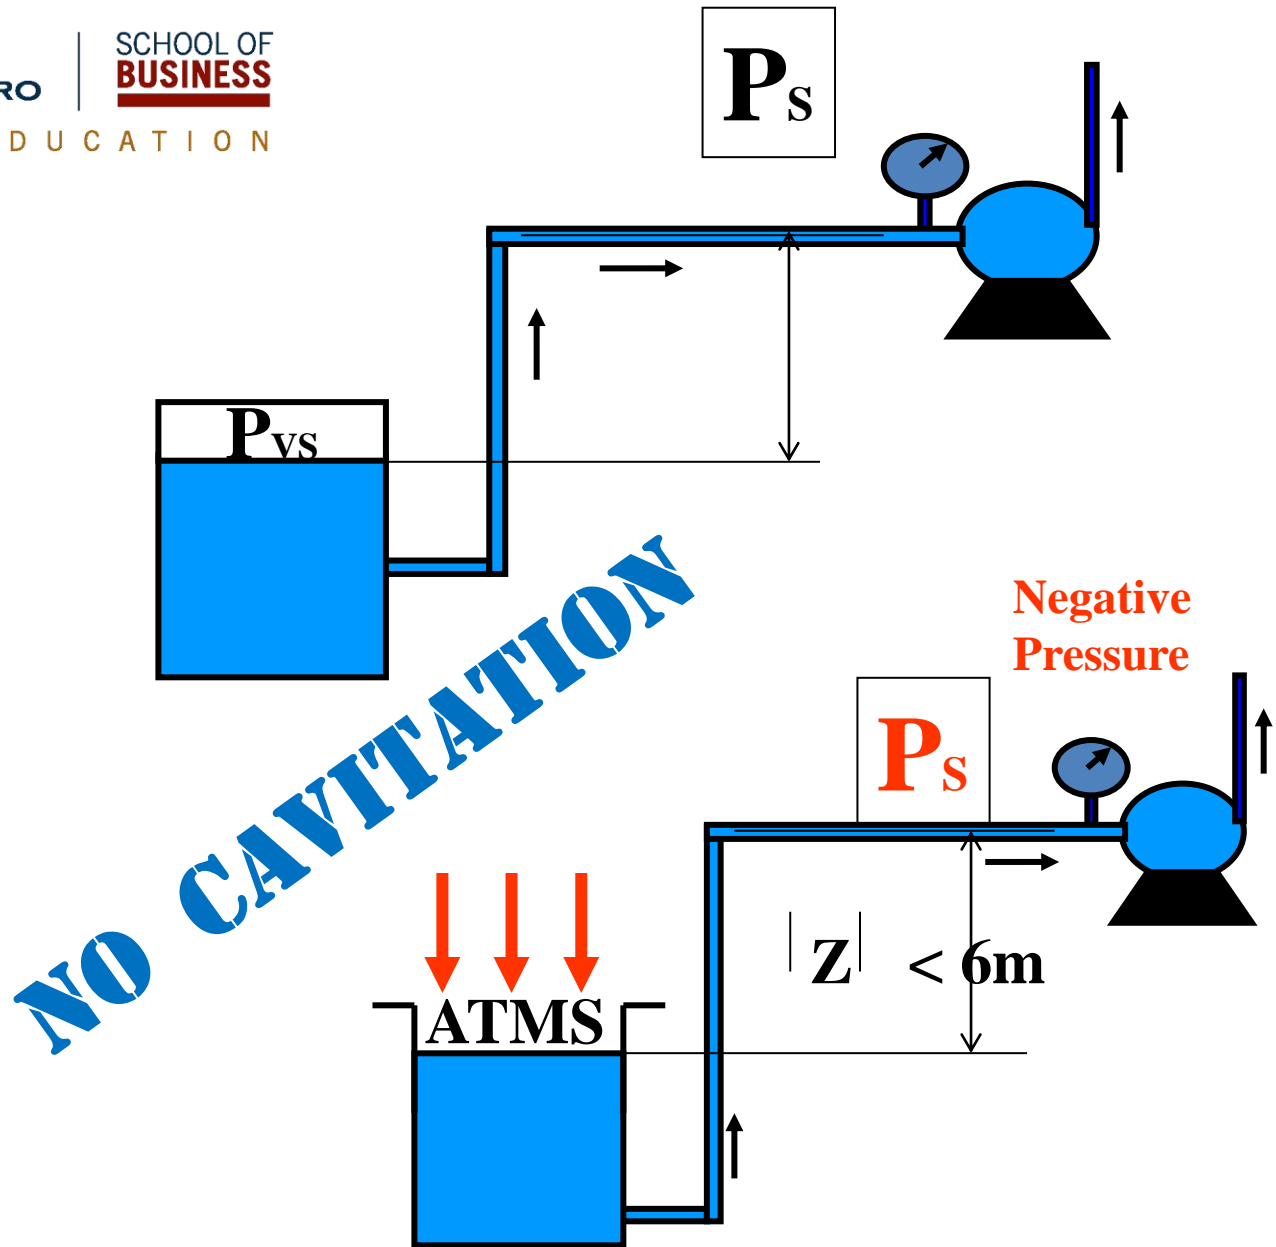 RO
SCHOOL OF
BUSINESS
DUCATION
PS
PVS
NO CAVITATION
Negative
Pressure
PS
|Z| < 6m
ATMS